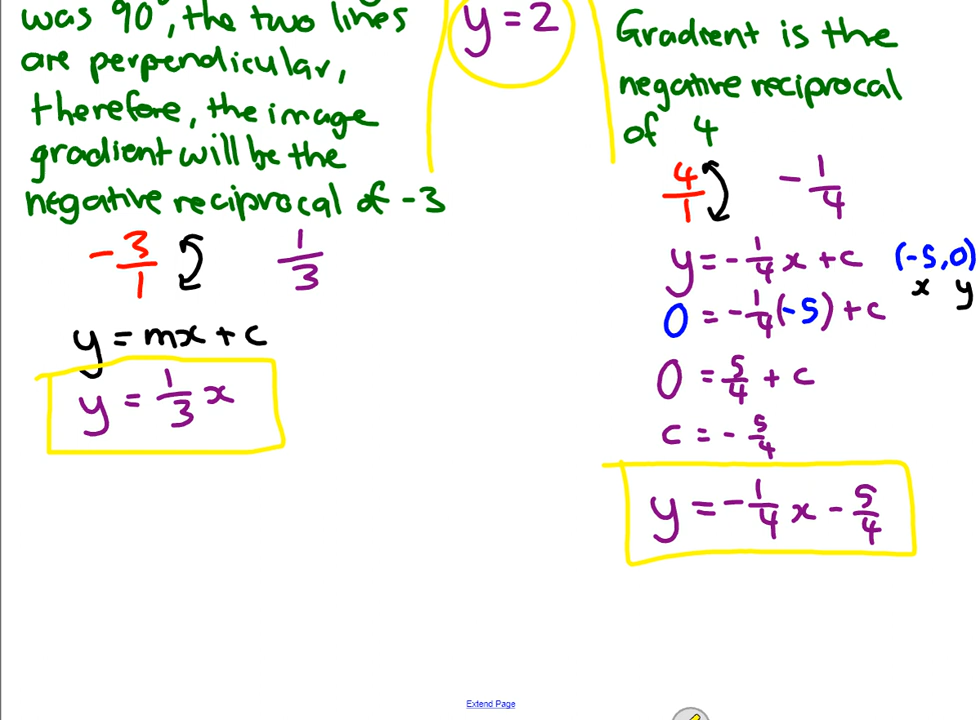 was 90°, the two lines
are perpendicular,
therefore, the image
gradient will be the
negative reciprocal of -3
-3/1 1/3
y = mx + c
y = 1/3 x
y = 2
Gradient is the
negative reciprocal
of 4
4/1 -1/4
y = -1/4 x + c (-5,0)
x y
0 = -1/4(-5) + c
0 = 5/4 + c
c = -5/4
y = -1/4 x - 5/4
Extend Page